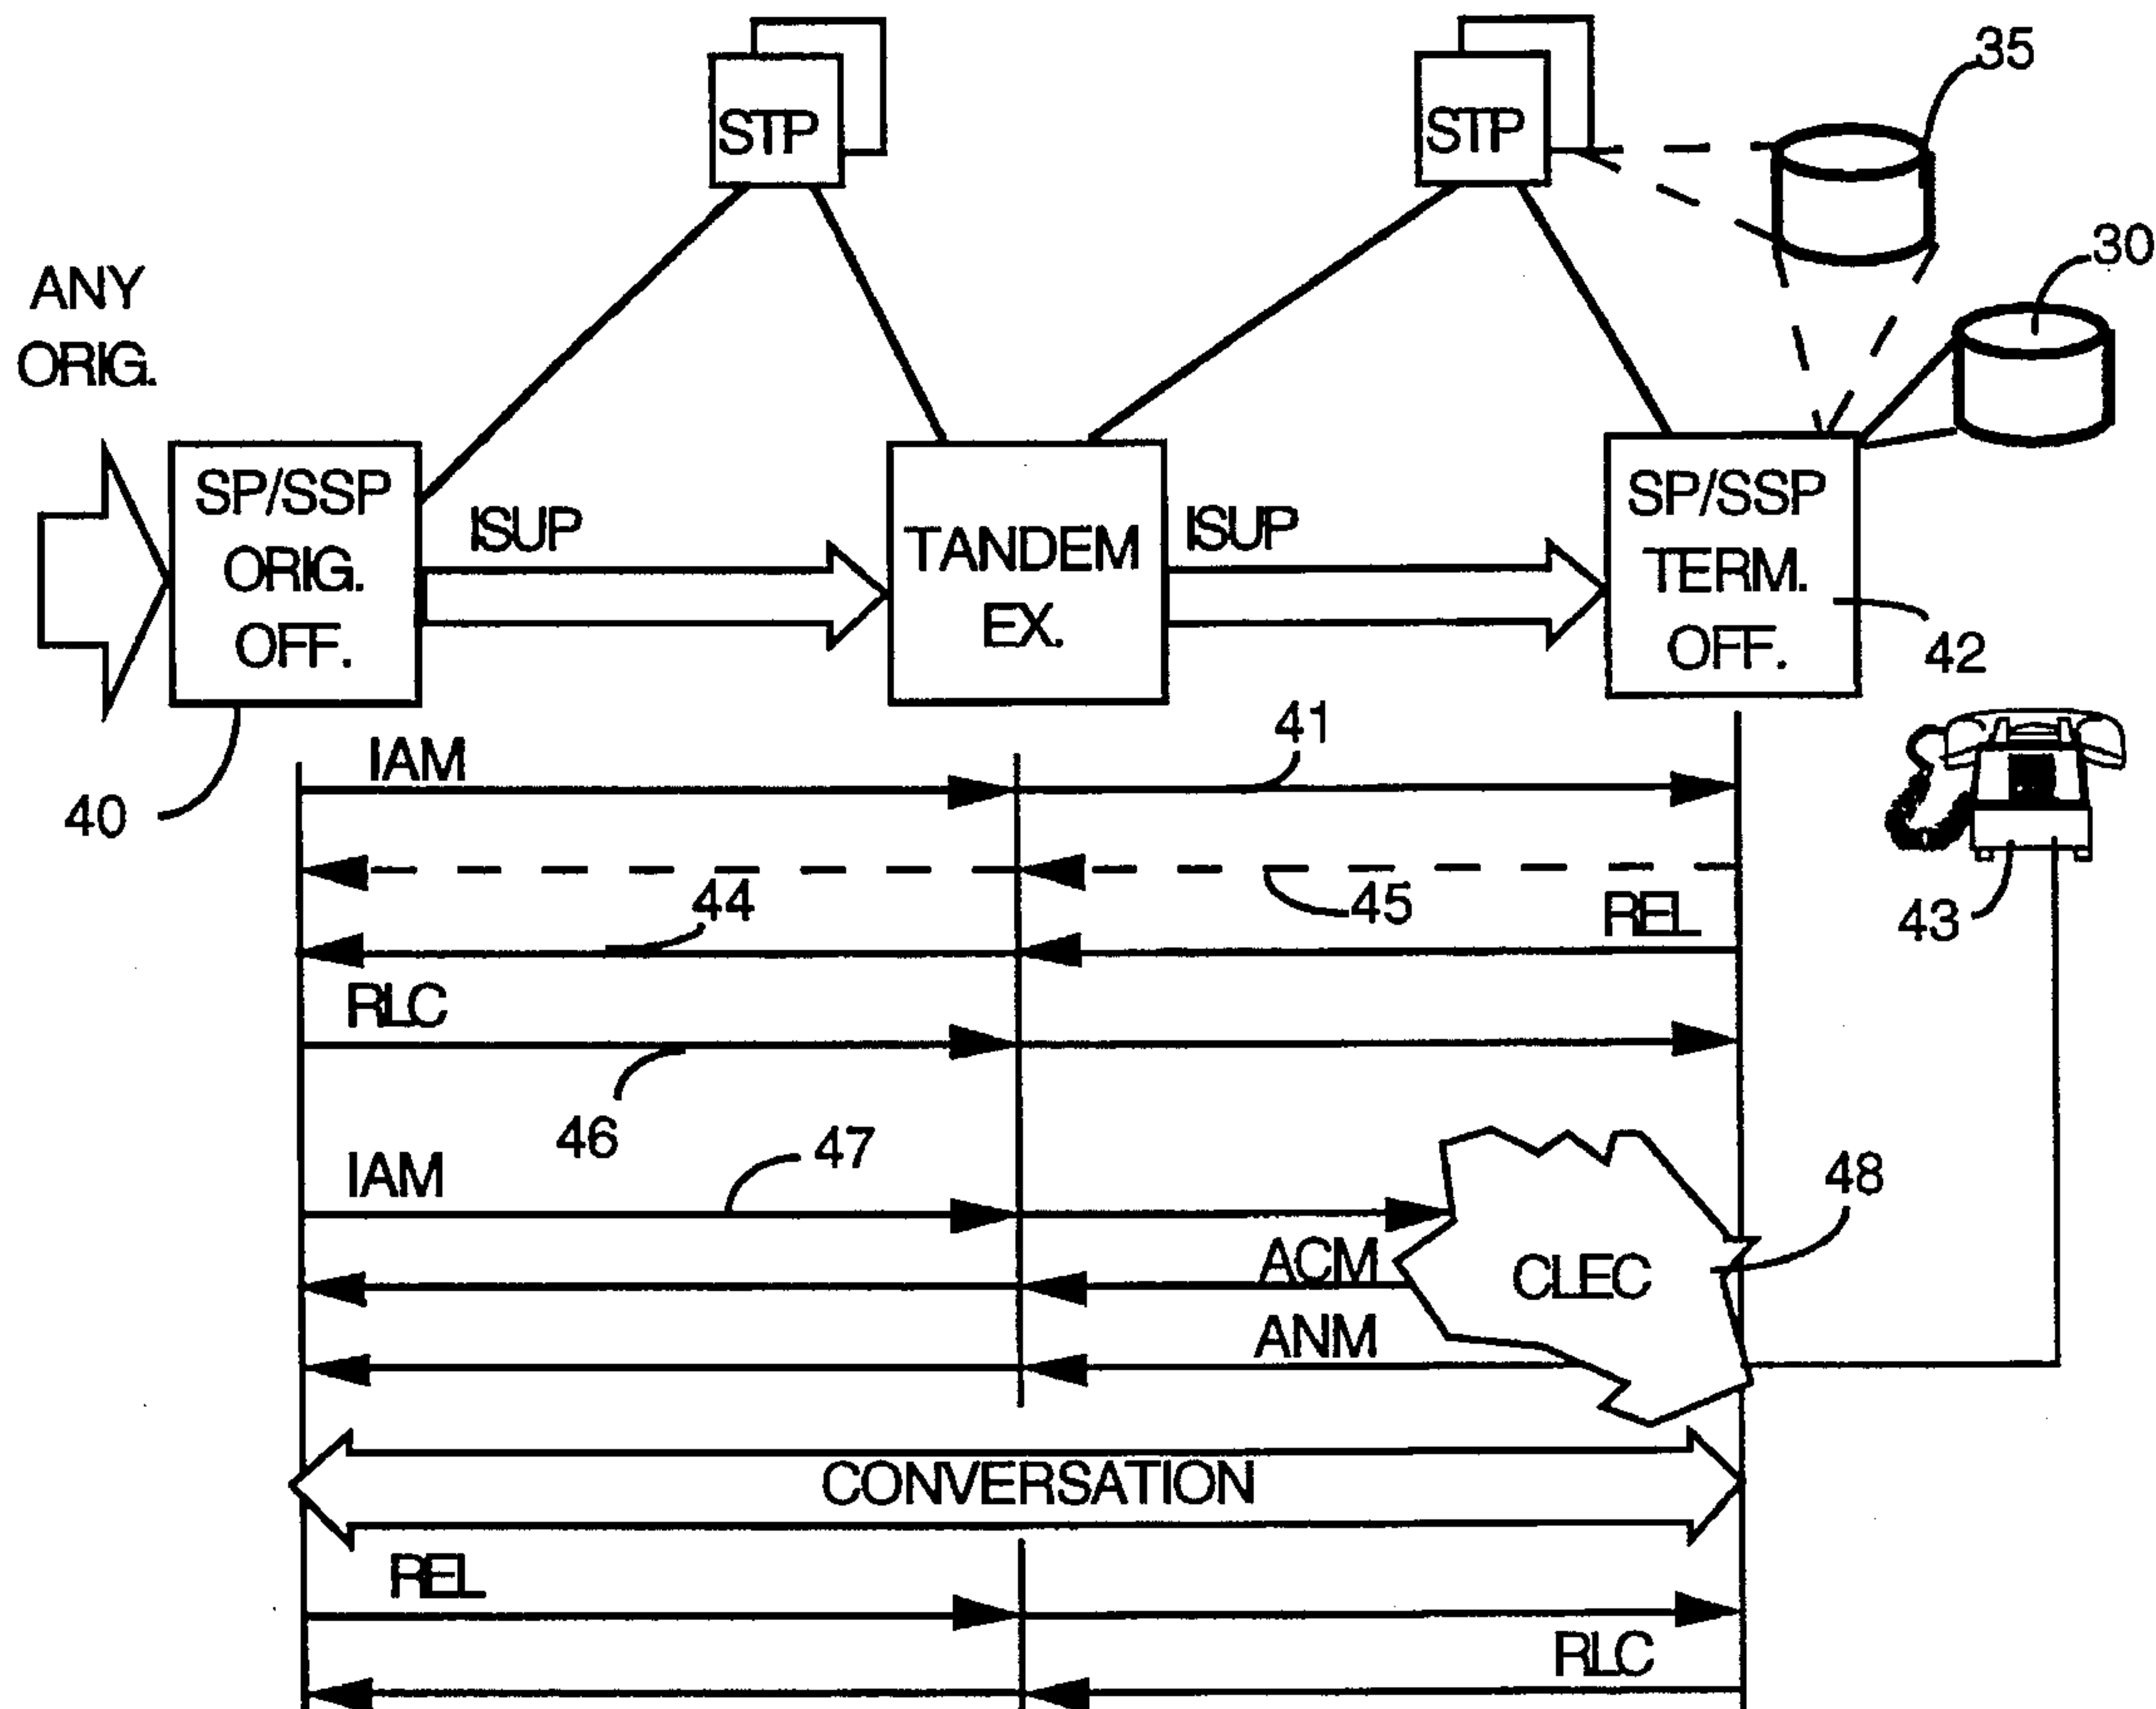 STP
STP
35
30
ANY
ORIG.
SP/SSP
ORIG.
OFF.
ISUP
TANDEM
EX.
ISUP
SP/SSP
TERM.
OFF.
42
40
IAM
41
43
44
45
REL
RLC
46
IAM
47
48
ACM
CLEC
ANM
CONVERSATION
REL
RLC